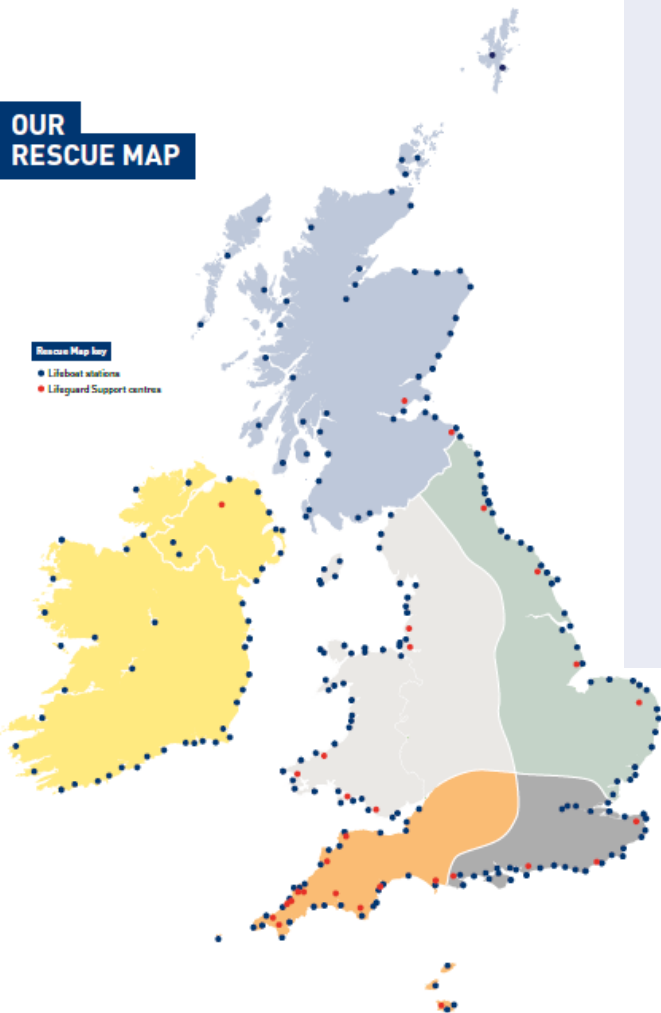 OUR
RESCUE MAP
Rescue Map key
Lifeboat stations
Lifeguard Support centres